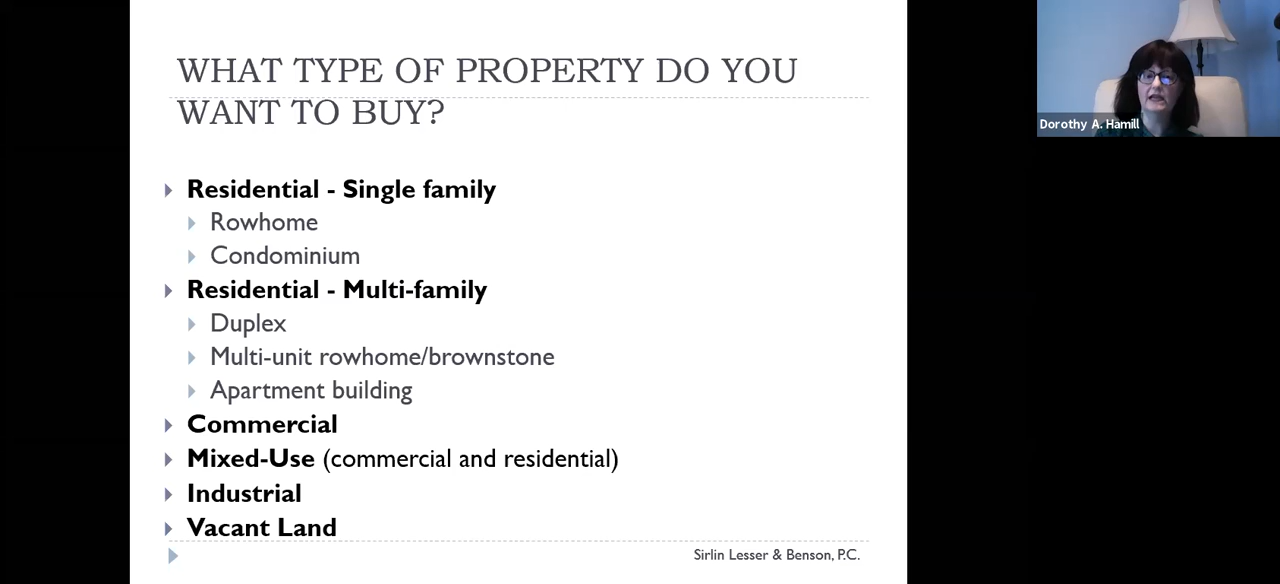 WHAT TYPE OF PROPERTY DO YOU
WANT TO BUY?
Residential - Single family
Rowhome
Condominium
Residential - Multi-family
Duplex
Multi-unit rowhome/brownstone
Apartment building
Commercial
Mixed-Use (commercial and residential)
Industrial
Vacant Land
Sirlin Lesser & Benson, P.C.
Dorothy A. Hamill